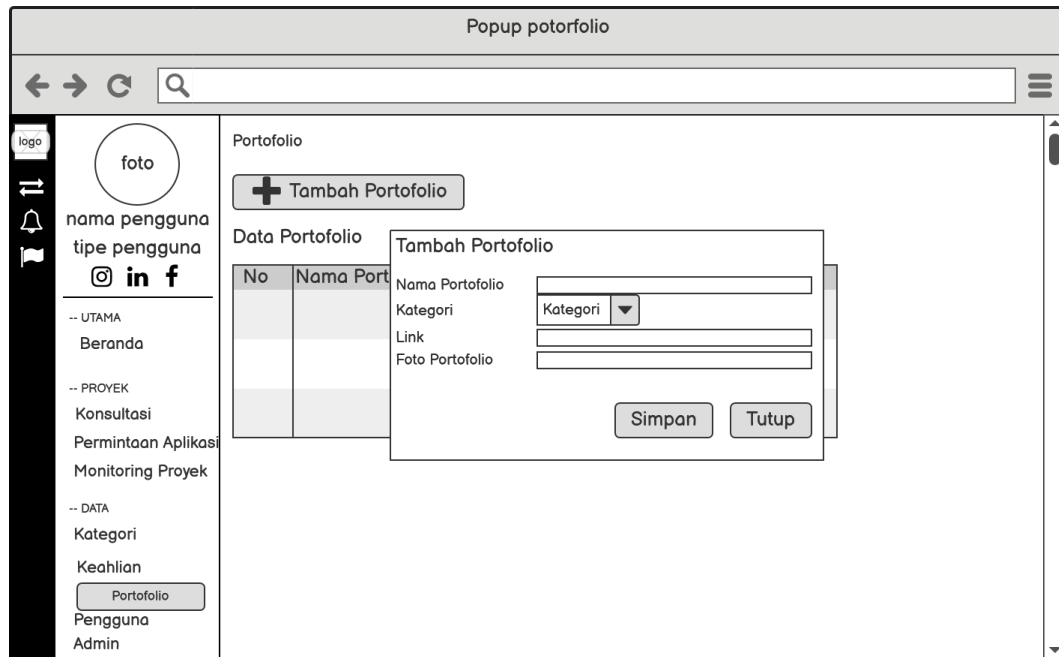 Popup potorfolio
logo
foto
nama pengguna
tipe pengguna
in f
-- UTAMA
Beranda
-- PROYEK
Konsultasi
Permintaan Aplikasi
Monitoring Proyek
-- DATA
Kategori
Keahlian
Portofolio
Pengguna
Admin
Portofolio
Tambah Portofolio
Data Portofolio
No Nama Port
Tambah Portofolio
Nama Portofolio
Kategori Kategori
Link
Foto Portofolio
Simpan Tutup